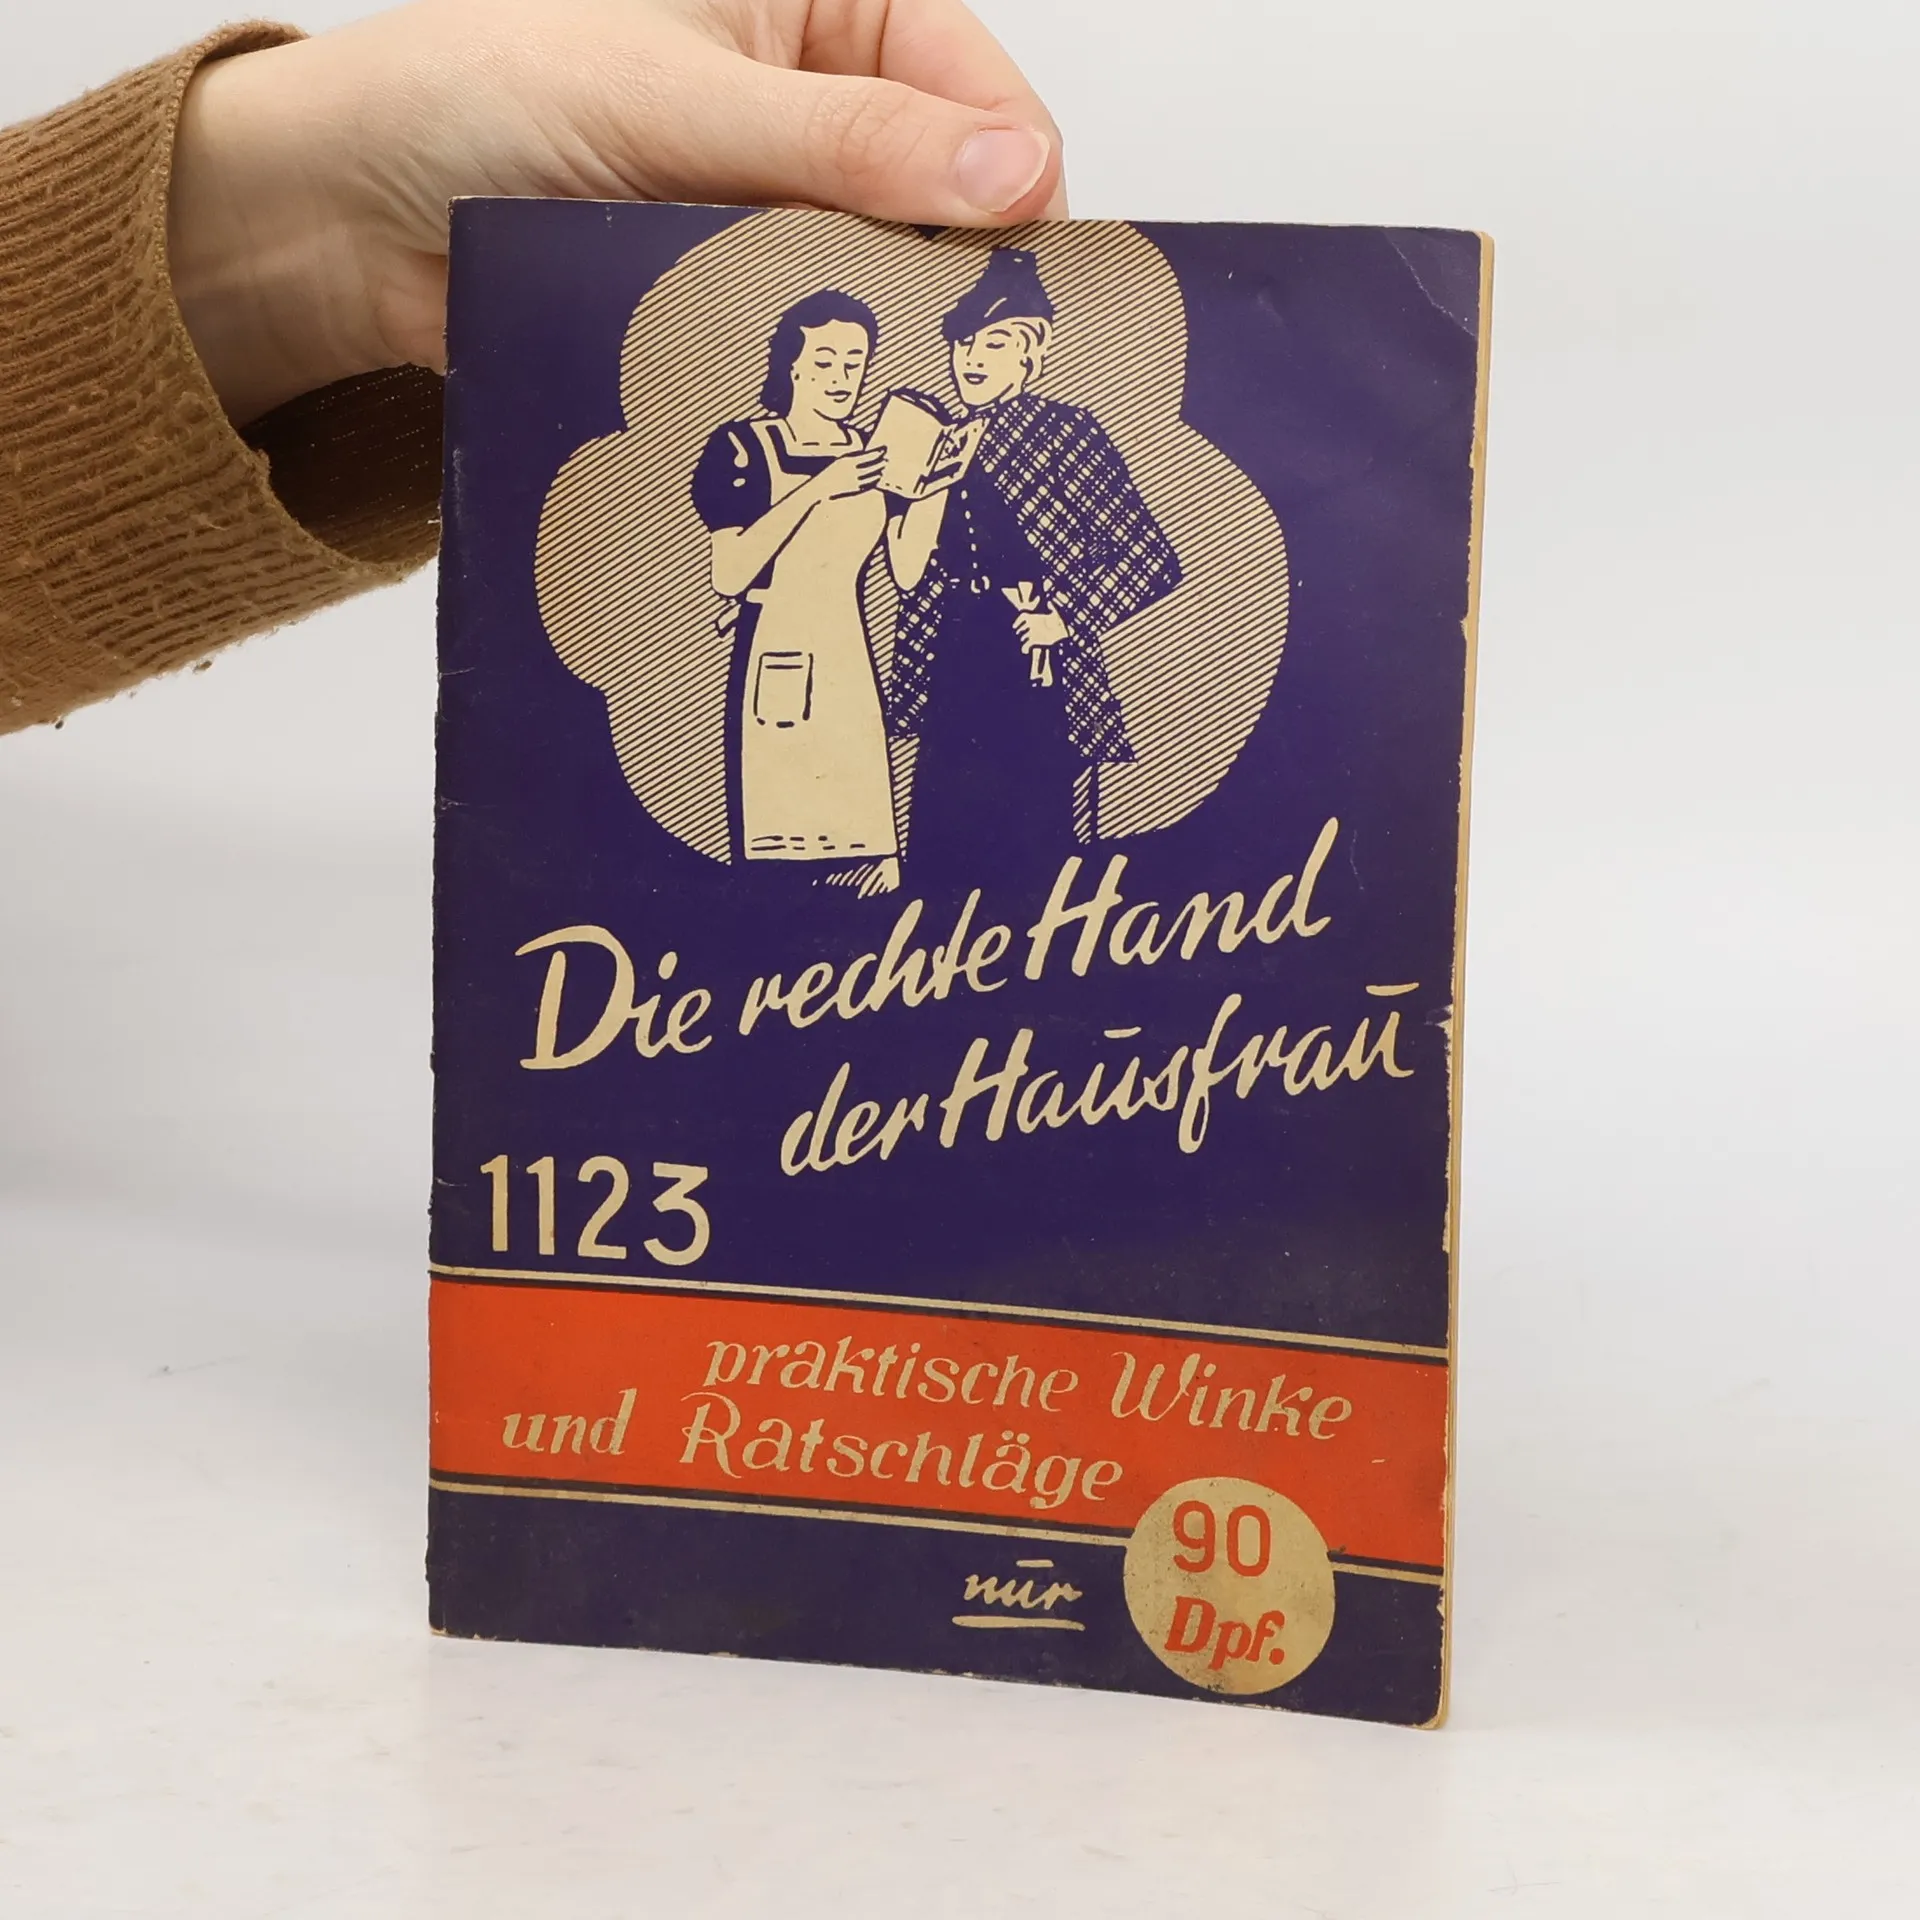 Die rechte Hand
der Hausfrau
1123
praktische Winke
und Ratschläge
nur
90
Dpf.